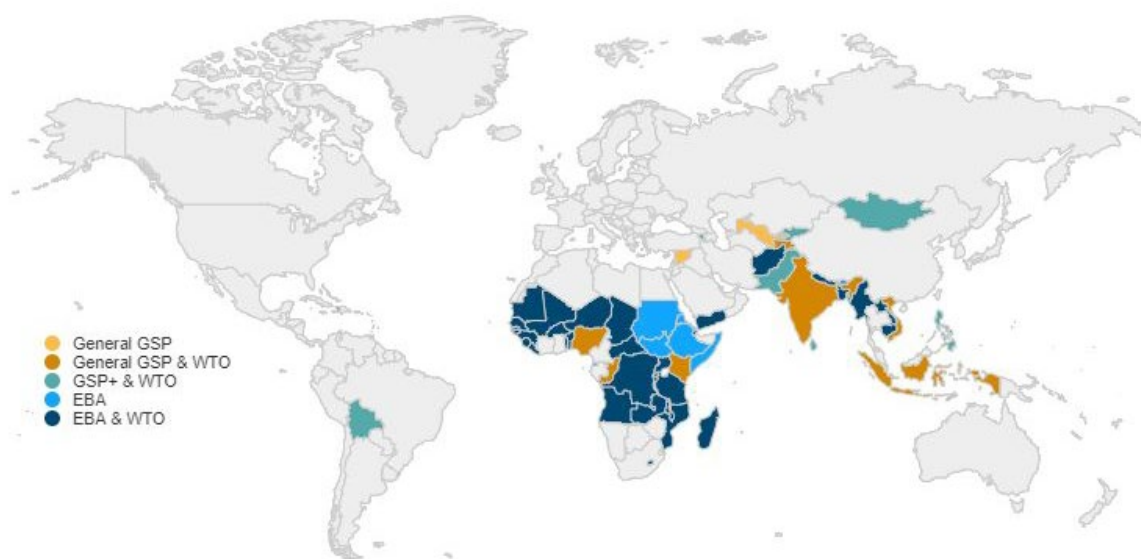 General GSP
General GSP & WTO
GSP+ & WTO
EBA
EBA & WTO